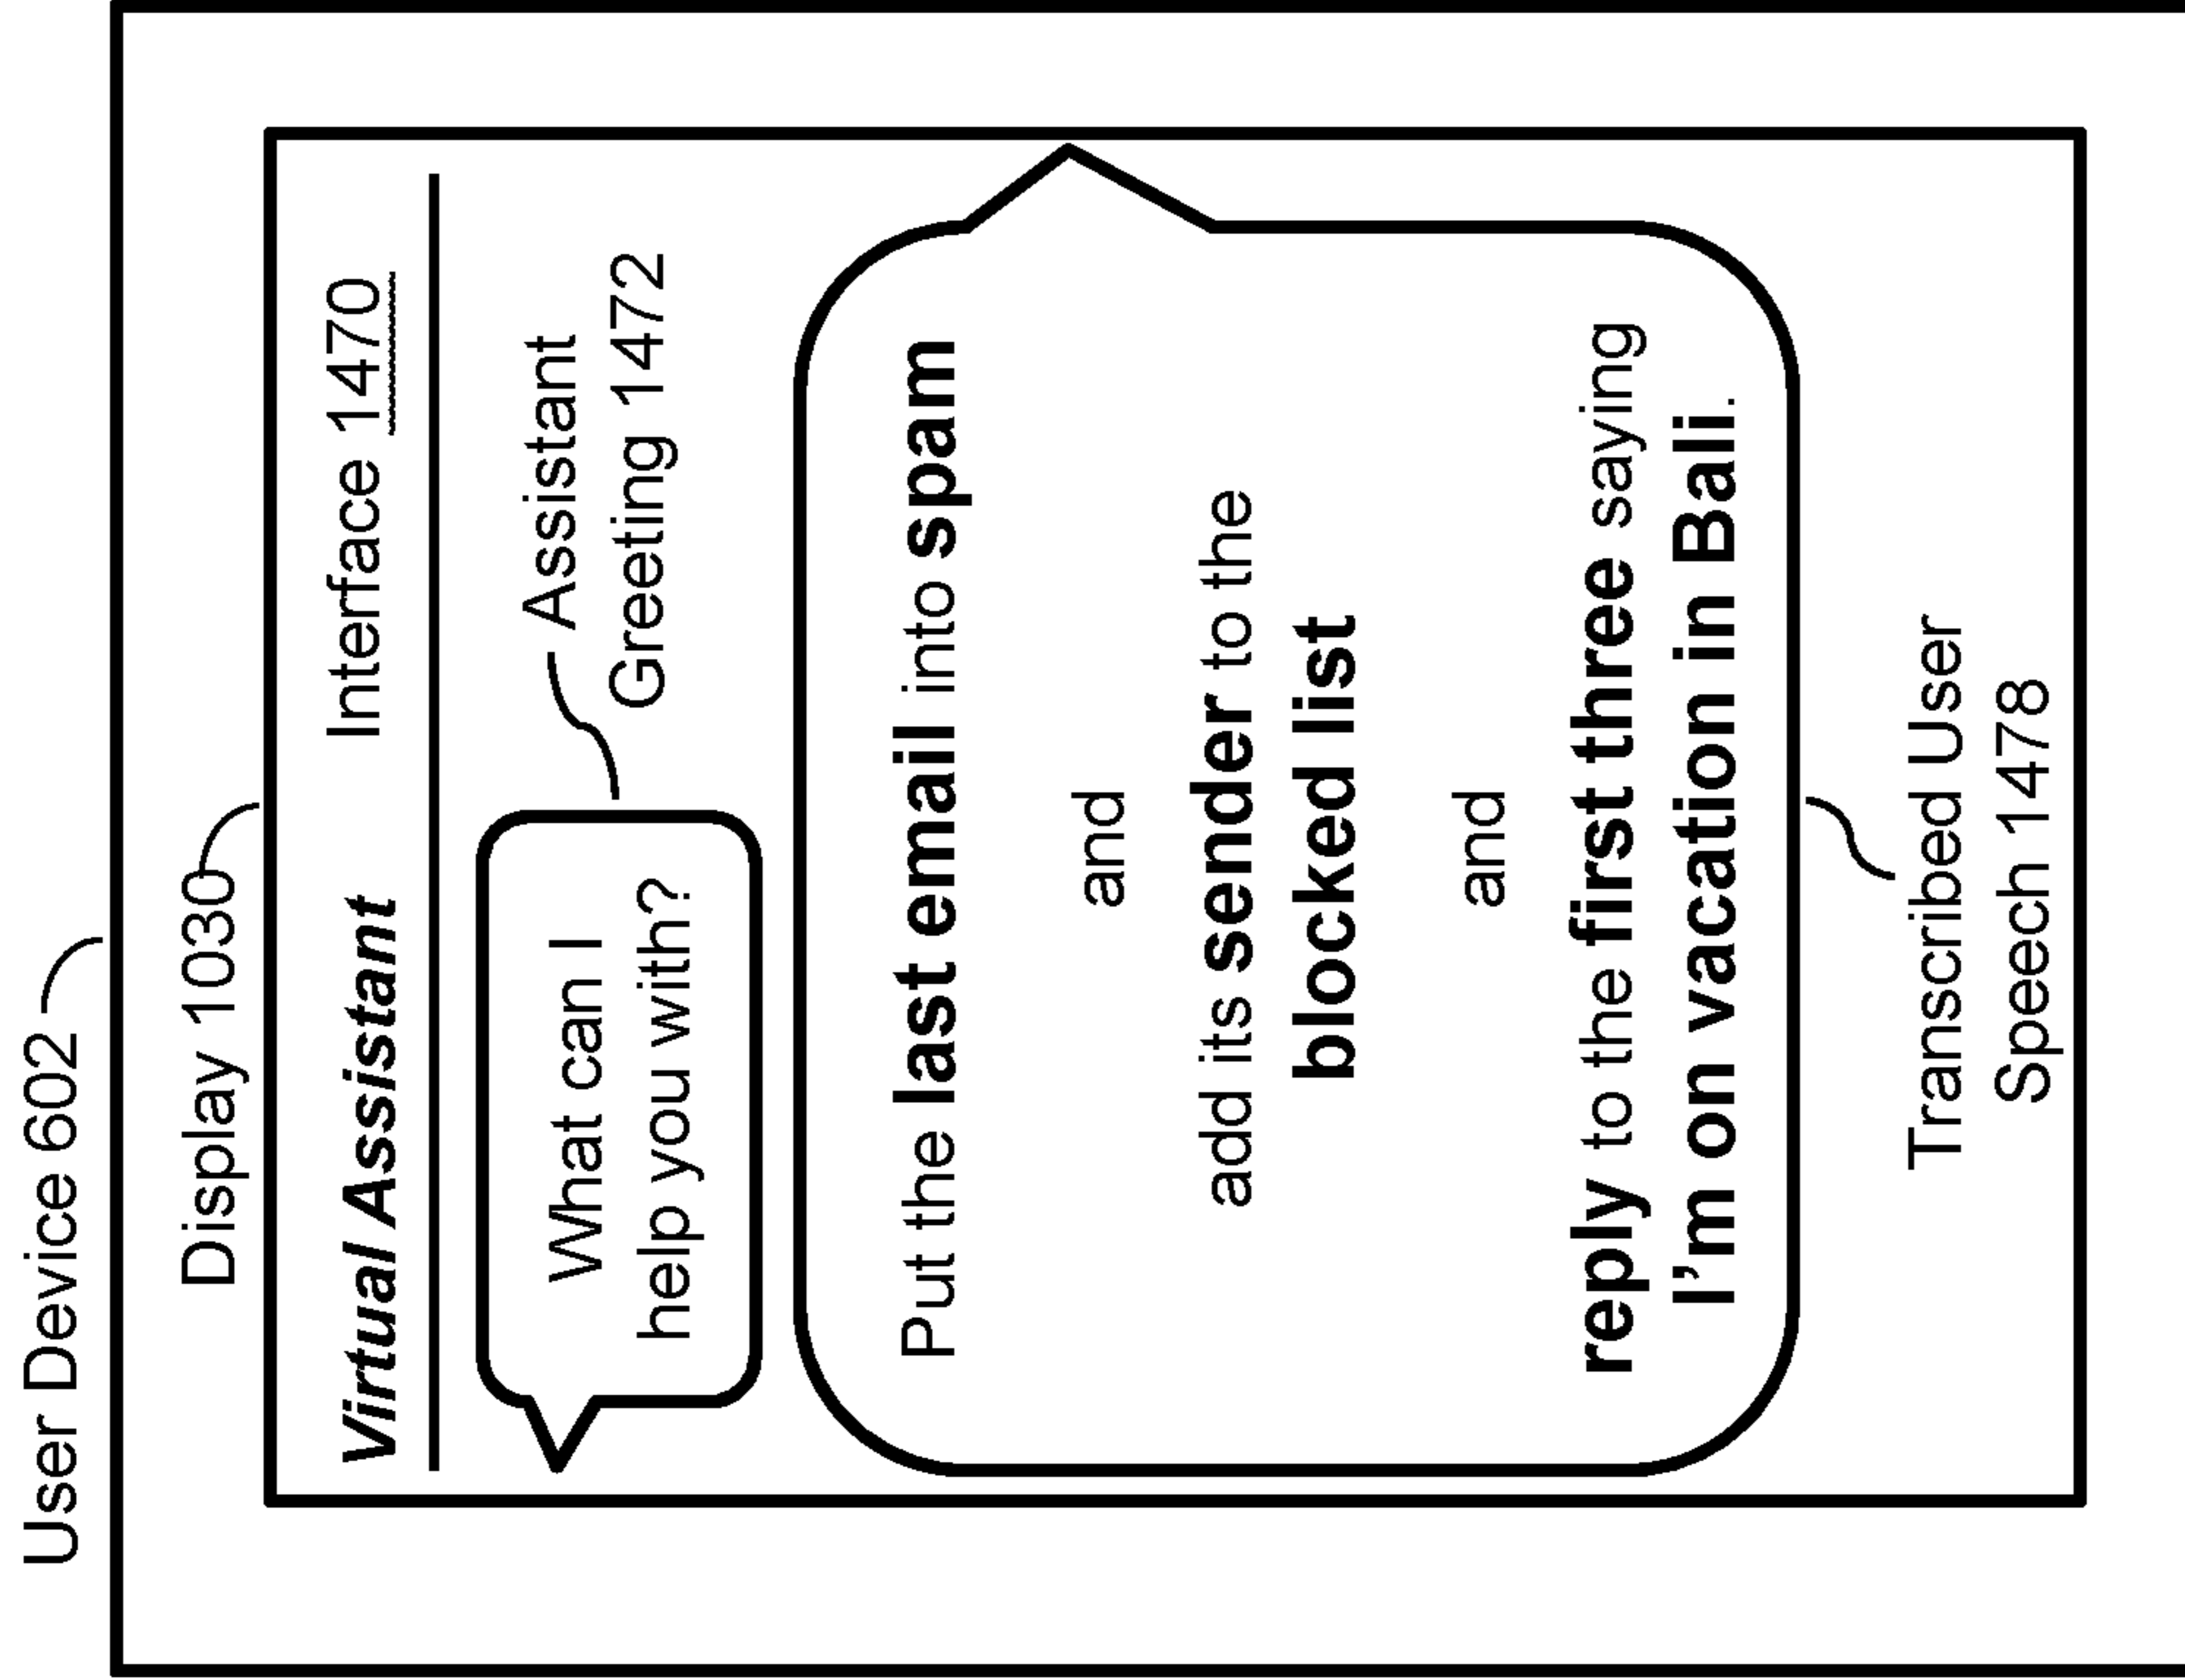 User Device 602
Display 1030
Virtual Assistant
Interface 1470
What can I
help you with?
Assistant
Greeting 1472
Put the last email into spam
and
add its sender to the
blocked list
and
reply to the first three saying
I'm on vacation in Bali.
Transcribed User
Speech 1478